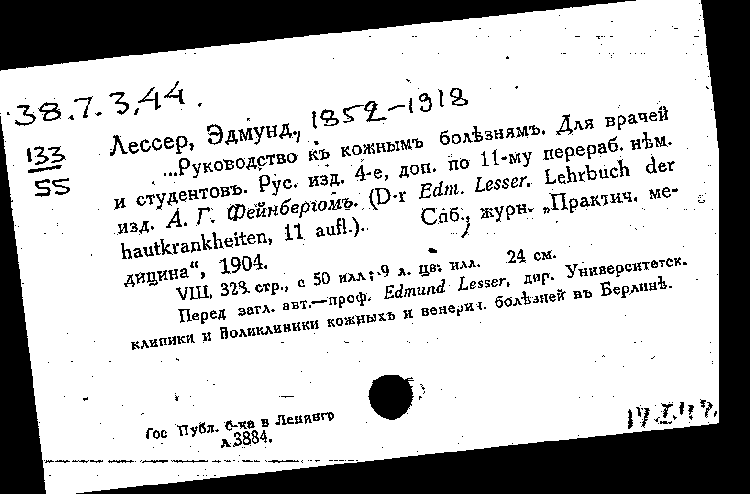 38.7.3,44.
133
55
Лессер, Эдмунд., 1852-1918
...Руководство къ кожнымъ болѣзнямъ. Для врачей
и студентовъ. Рус. изд. 4-е, доп. по 11-му перераб. нѣм.
изд. А. Г. Фейнбергомъ. (D-r Edm. Lesser. Lehrbuch der
hautkrankheiten, 11 aufl.). Спб., журн. „Практич. ме-
дицина“, 1904.
VIII, 328. стр., с 50 илл; 9 л. цв. илл. 24 см.
Перед загл. авт.—проф. Edmund Lesser, дир. Университетск.
клиники и Поликлиники кожныхъ и венерич. болѣзней въ Берлинѣ.
Гос Публ. б-ка в Ленингр
л.3884.